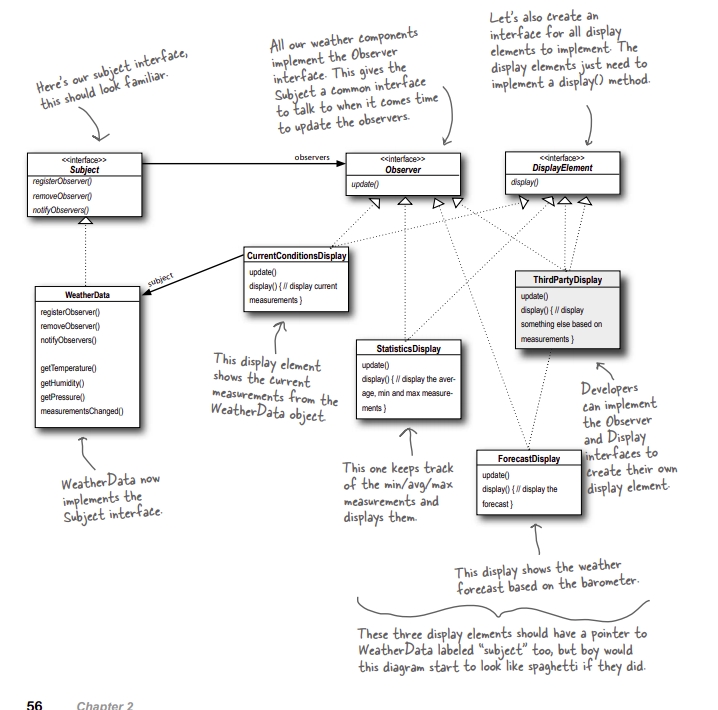 Here's our subject interface,
this should look familiar.
All our weather components
implement the Observer
interface. This gives the
Subject a common interface
to talk to when it comes time
to update the observers.
Let's also create an
interface for all display
elements to implement. The
display elements just need to
implement a display() method.
<<interface>>
Subject
registerObserver()
removeObserver()
notifyObservers()
observers
<<interface>>
Observer
update()
<<interface>>
DisplayElement
display()
subject
WeatherData
registerObserver()
removeObserver()
notifyObservers()
getTemperature()
getHumidity()
getPressure()
measurementsChanged()
WeatherData now
implements the
Subject interface.
CurrentConditionsDisplay
update()
display() { // display current
measurements }
This display element
shows the current
measurements from the
WeatherData object.
StatisticsDisplay
update()
display() { // display the aver-
age, min and max measure-
ments }
This one keeps track
of the min/avg/max
measurements and
displays them.
ThirdPartyDisplay
update()
display() { // display
something else based on
measurements }
Developers
can implement
the Observer
and Display
interfaces to
create their own
display element.
ForecastDisplay
update()
display() { // display the
forecast }
This display shows the weather
forecast based on the barometer.
These three display elements should have a pointer to
WeatherData labeled "subject" too, but boy would
this diagram start to look like spaghetti if they did.
56 Chapter 2